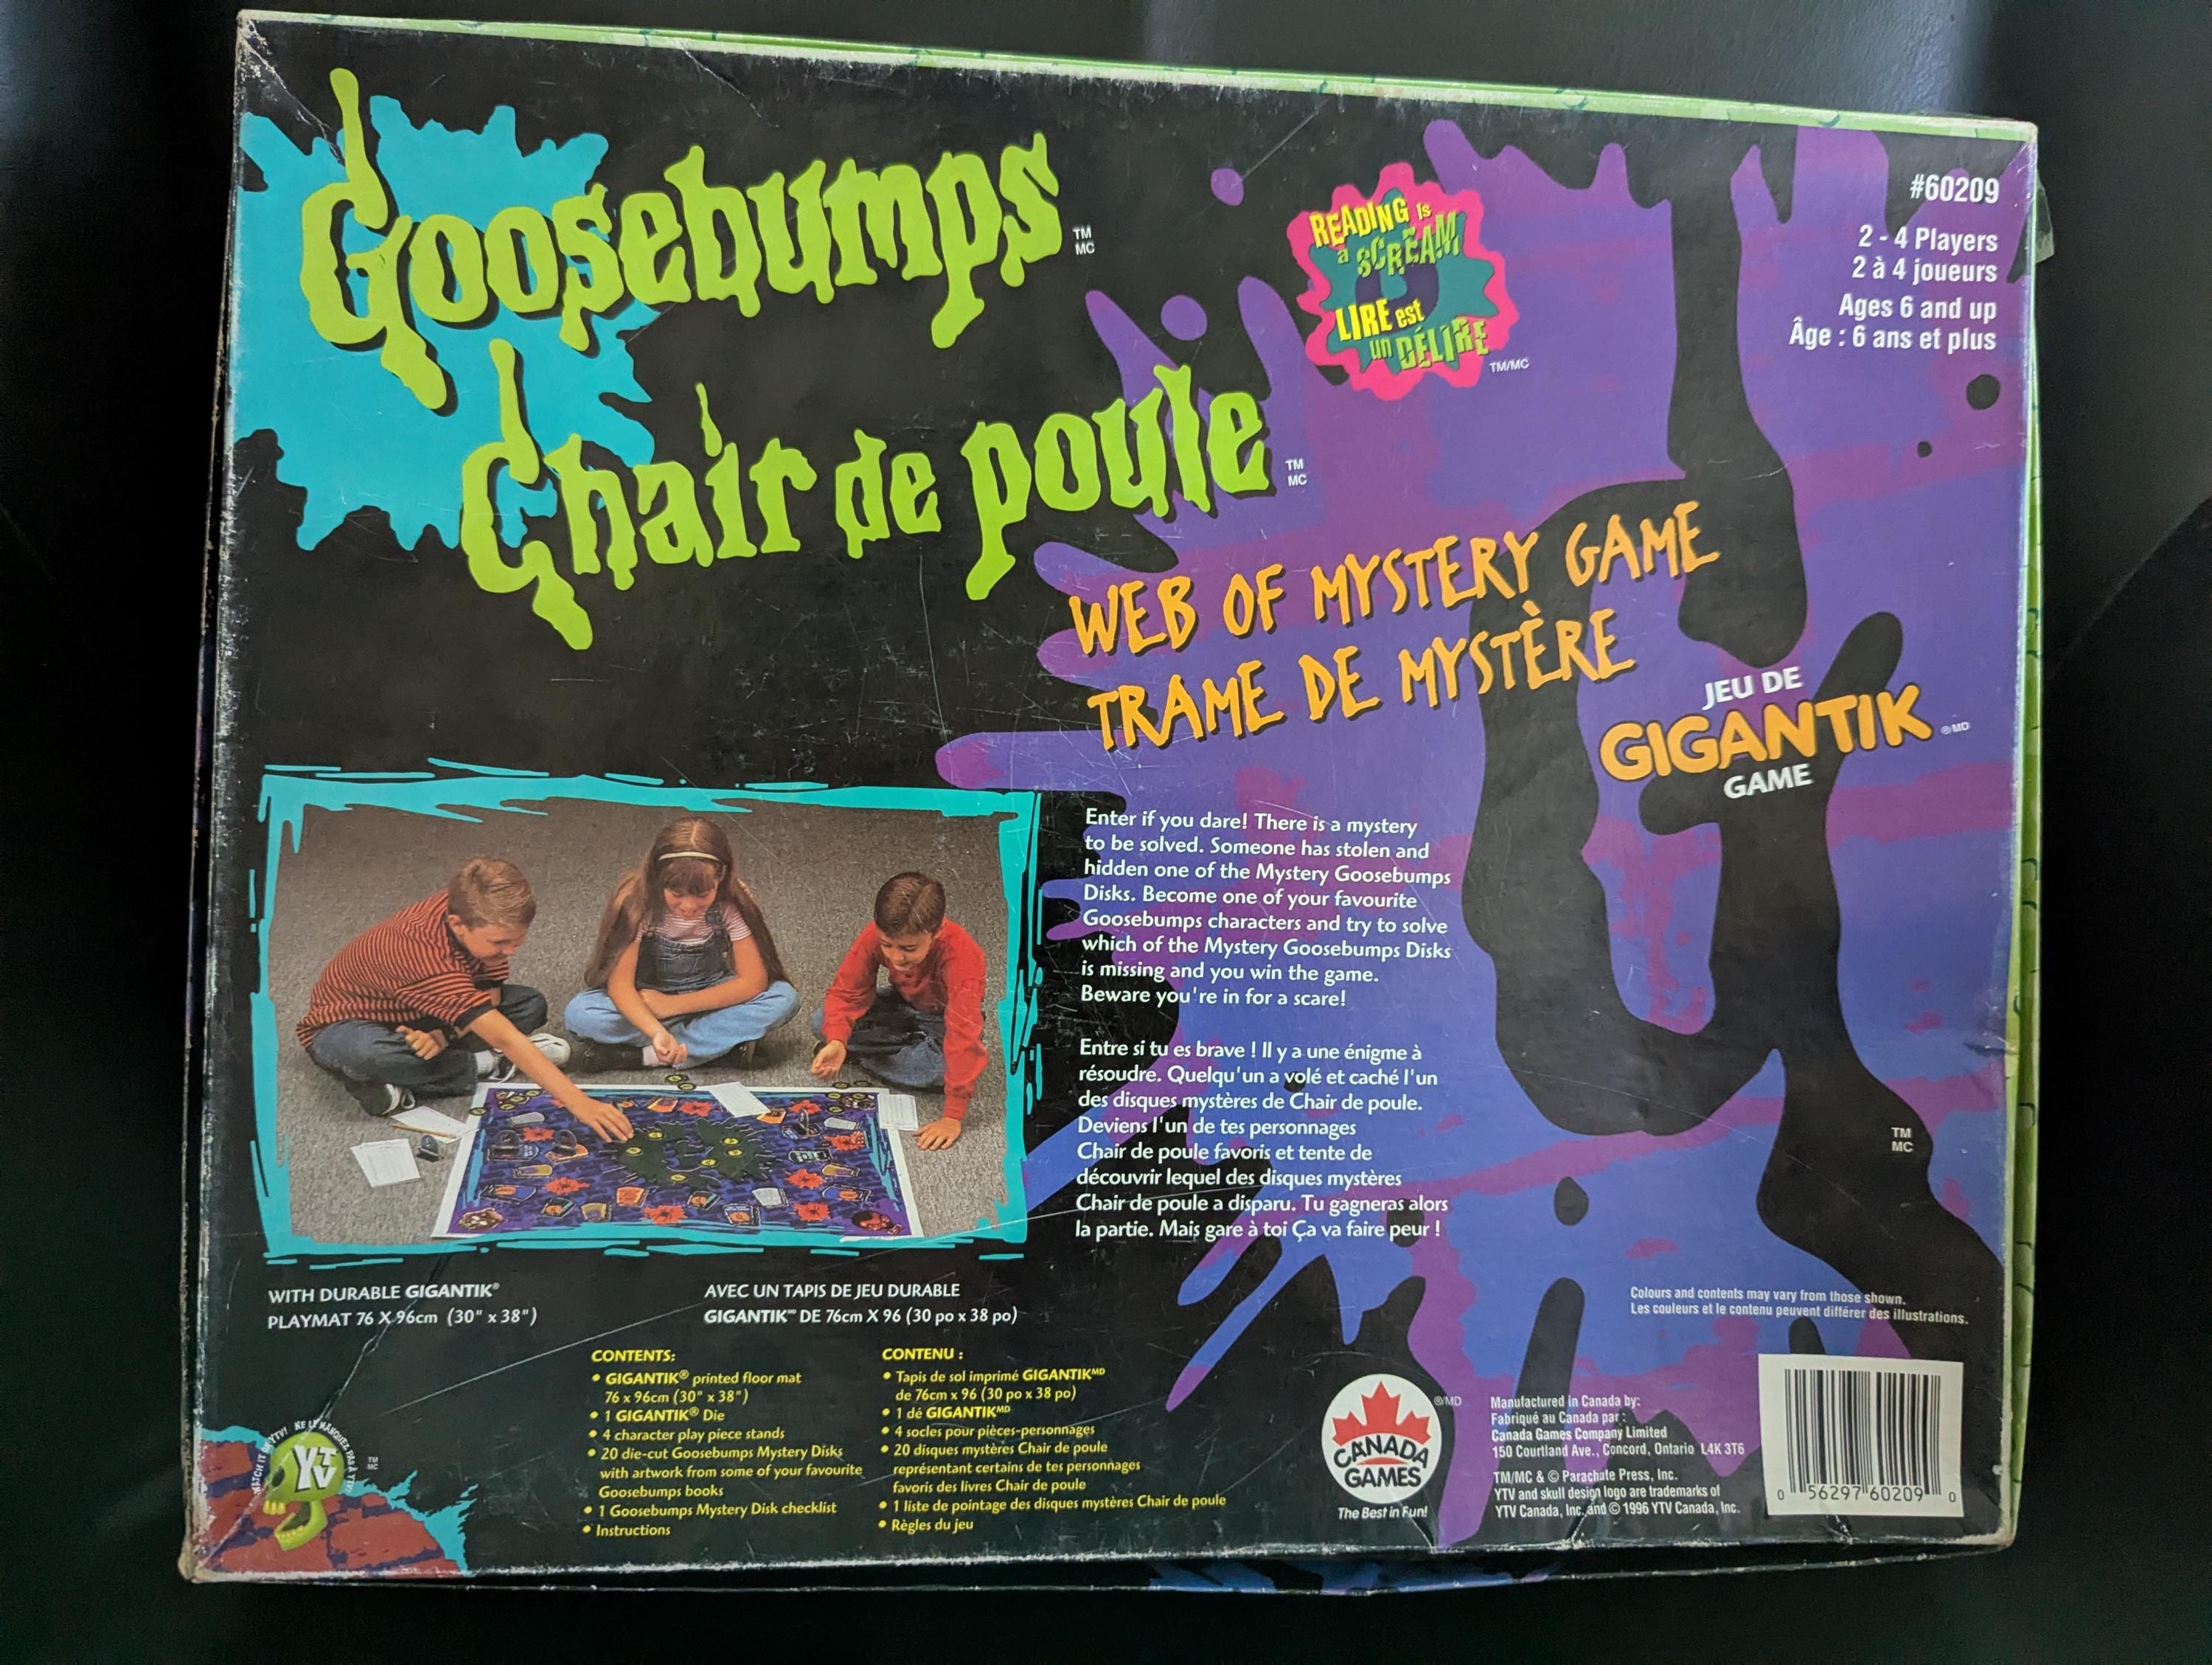 Goosebumps TM MC
Chair de poule TM MC
READING is
a SCREAM
LIRE est
un DÉLIRE
TM/MC
#60209
2 - 4 Players
2 à 4 joueurs
Ages 6 and up
Âge : 6 ans et plus
WEB OF MYSTERY GAME
TRAME DE MYSTÈRE
JEU DE
GIGANTIK ®MD
GAME
Enter if you dare! There is a mystery
to be solved. Someone has stolen and
hidden one of the Mystery Goosebumps
Disks. Become one of your favourite
Goosebumps characters and try to solve
which of the Mystery Goosebumps Disks
is missing and you win the game.
Beware you're in for a scare!
Entre si tu es brave ! Il y a une énigme à
résoudre. Quelqu'un a volé et caché l'un
des disques mystères de Chair de poule.
Deviens l'un de tes personnages
Chair de poule favoris et tente de
découvrir lequel des disques mystères
Chair de poule a disparu. Tu gagneras alors
la partie. Mais gare à toi Ça va faire peur !
TM
MC
WITH DURABLE GIGANTIK®
PLAYMAT 76 X 96cm (30" x 38")
AVEC UN TAPIS DE JEU DURABLE
GIGANTIK MD DE 76cm X 96 (30 po x 38 po)
Colours and contents may vary from those shown.
Les couleurs et le contenu peuvent différer des illustrations.
CONTENTS:
• GIGANTIK® printed floor mat
76 x 96cm (30" x 38")
• 1 GIGANTIK® Die
• 4 character play piece stands
• 20 die-cut Goosebumps Mystery Disks
with artwork from some of your favourite
Goosebumps books
• 1 Goosebumps Mystery Disk checklist
• Instructions
CONTENU :
• Tapis de sol imprimé GIGANTIK MD
de 76cm x 96 (30 po x 38 po)
• 1 dé GIGANTIK MD
• 4 socles pour pièces-personnages
• 20 disques mystères Chair de poule
représentant certains de tes personnages
favoris des livres Chair de poule
• 1 liste de pointage des disques mystères Chair de poule
• Règles du jeu
WATCH IT ON YTV! NE LE MANQUEZ PAS À YTV!
YTV
TM
MC
CANADA
GAMES
®/MD
The Best in Fun!
Manufactured in Canada by:
Fabriqué au Canada par :
Canada Games Company Limited
150 Courtland Ave., Concord, Ontario L4K 3T6
TM/MC & © Parachute Press, Inc.
YTV and skull design logo are trademarks of
YTV Canada, Inc. and © 1996 YTV Canada, Inc.
0 56297 60209 0